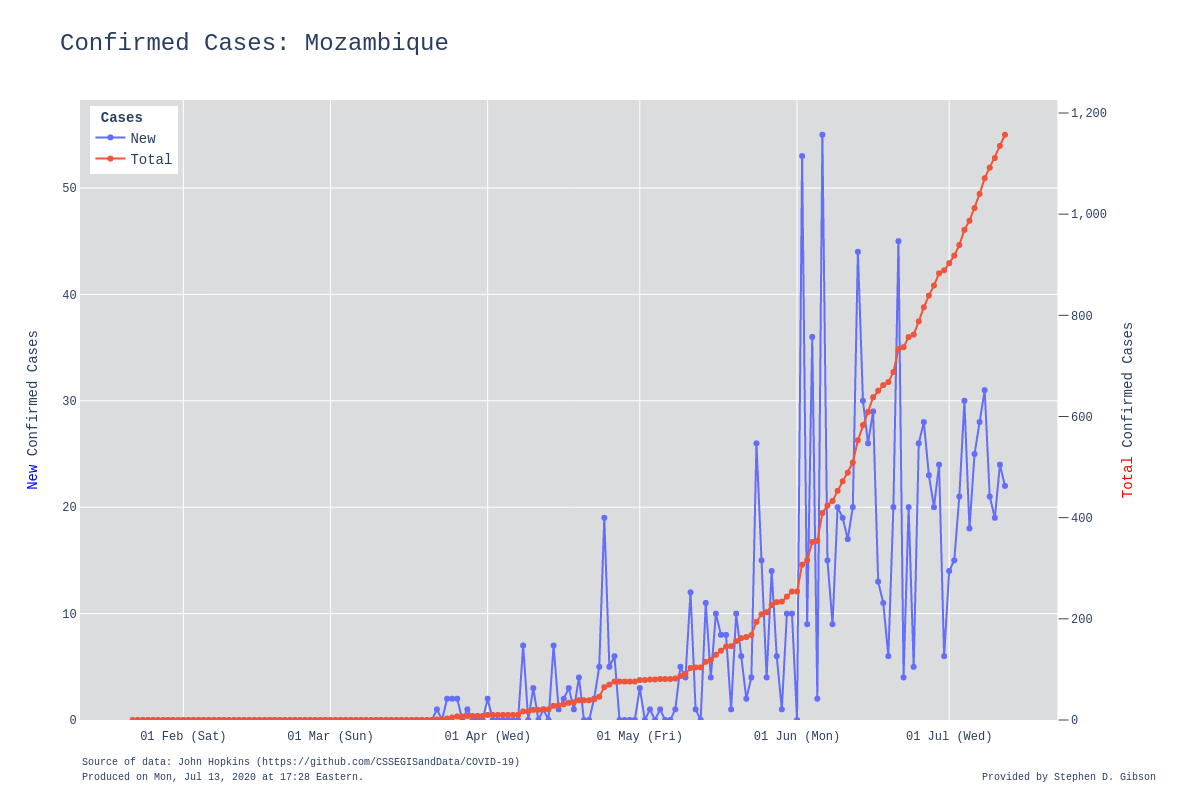 Confirmed Cases: Mozambique
Cases
New
Total
1,200
1,000
800
600
400
200
0
50
40
30
20
10
0
New Confirmed Cases
Total Confirmed Cases
01 Feb (Sat) 01 Mar (Sun) 01 Apr (Wed) 01 May (Fri) 01 Jun (Mon) 01 Jul (Wed)
Source of data: John Hopkins (https://github.com/CSSEGISandData/COVID-19)
Produced on Mon, Jul 13, 2020 at 17:28 Eastern.
Provided by Stephen D. Gibson